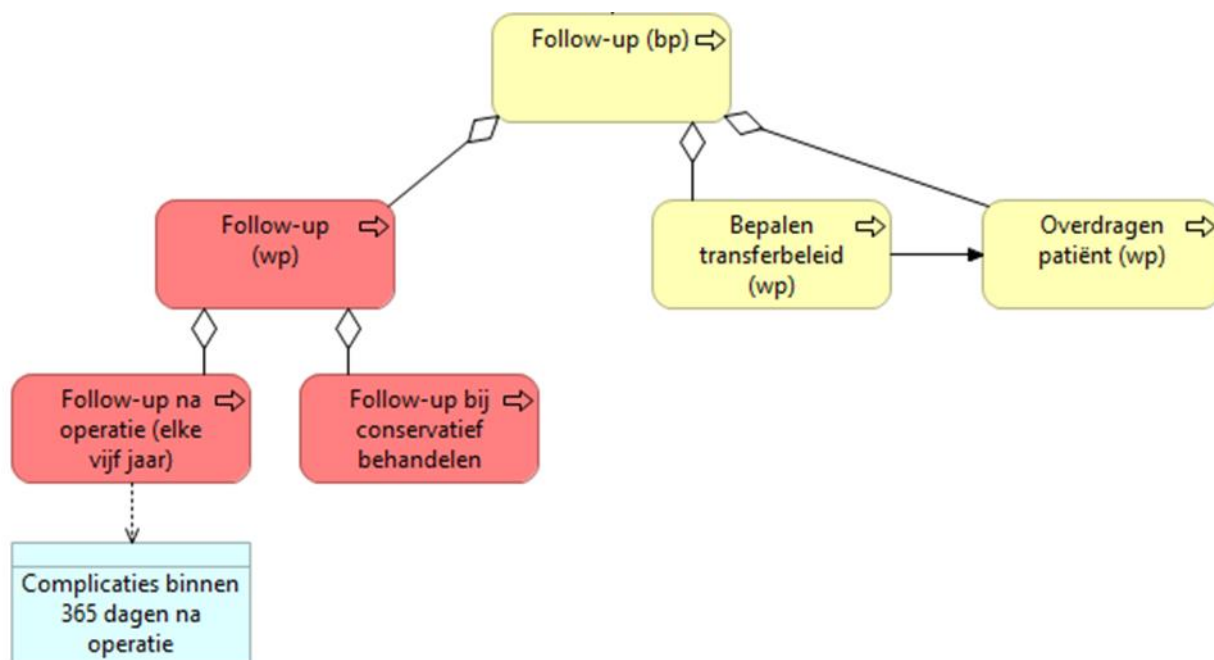 Follow-up (bp)
Follow-up
(wp)
Bepalen
transferbeleid
(wp)
Overdragen
patiënt (wp)
Follow-up na
operatie (elke
vijf jaar)
Follow-up bij
conservatief
behandelen
Complicaties binnen
365 dagen na
operatie